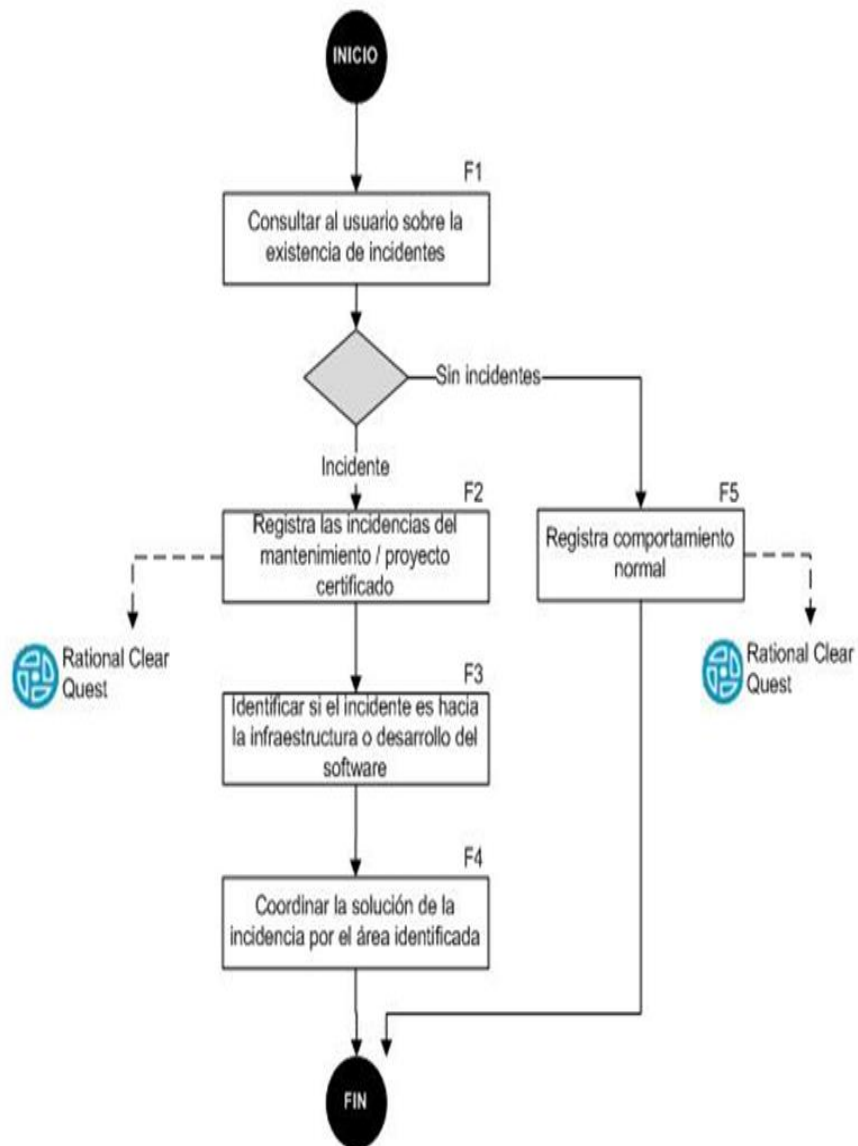 INICIO
F1
Consultar al usuario sobre la
existencia de incidentes
Sin incidentes
Incidente
F2
Registra las incidencias del
mantenimiento / proyecto
certificado
F5
Registra comportamiento
normal
Rational Clear
Quest
Rational Clear
Quest
F3
Identificar si el incidente es hacia
la infraestructura o desarrollo del
software
F4
Coordinar la solución de la
incidencia por el área identificada
FIN